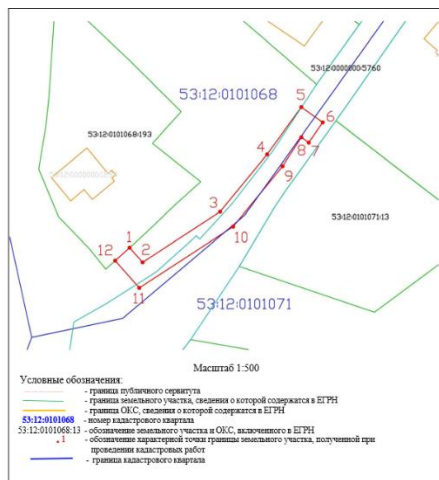 53:12:0000000:5760
53:12:0101068
5
6
53:12:0101068:193
8
7
4
9
3
53:12:0101071:13
10
1
2
12
11
53:12:0101071
Масштаб 1:500
Условные обозначения:
- граница публичного сервитута
- граница земельного участка, сведения о которой содержатся в ЕГРН
- граница ОКС, сведения о которой содержатся в ЕГРН
53:12:0101068 - номер кадастрового квартала
53:12:0101068:13 - обозначение земельного участка и ОКС, включенного в ЕГРН
1 - обозначение характерной точки границы земельного участка, полученной при
проведении кадастровых работ
- граница кадастрового квартала